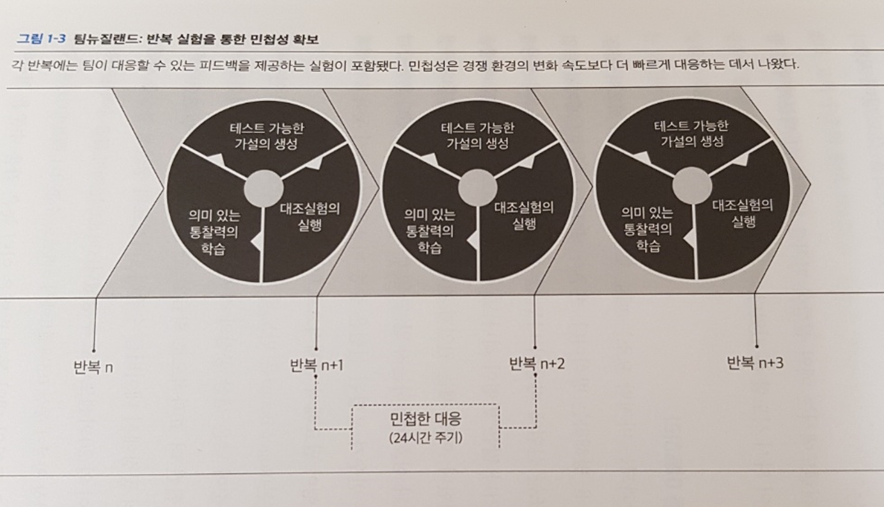 그림 1-3 팀뉴질랜드: 반복 실험을 통한 민첩성 확보
각 반복에는 팀이 대응할 수 있는 피드백을 제공하는 실험이 포함됐다. 민첩성은 경쟁 환경의 변화 속도보다 더 빠르게 대응하는 데서 나왔다.
테스트 가능한
가설의 생성
의미 있는
통찰력의
학습
대조실험의
실행
테스트 가능한
가설의 생성
의미 있는
통찰력의
학습
대조실험의
실행
테스트 가능한
가설의 생성
의미 있는
통찰력의
학습
대조실험의
실행
반복 n
반복 n+1
반복 n+2
반복 n+3
민첩한 대응
(24시간 주기)